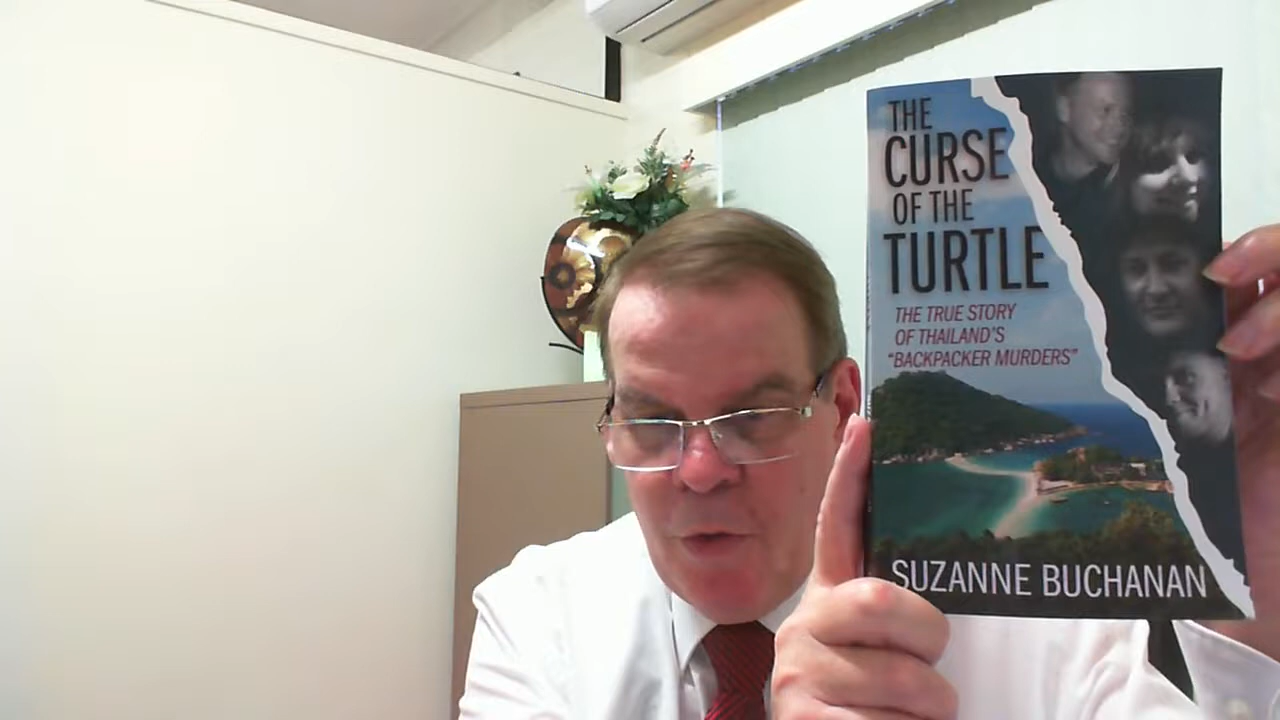 THE
CURSE
OF THE
TURTLE
THE TRUE STORY
OF THAILAND'S
"BACKPACKER MURDERS"
SUZANNE BUCHANAN